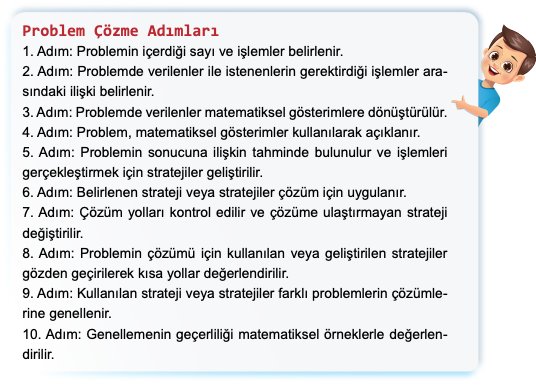 Problem Çözme Adımları
1. Adım: Problemin içerdiği sayı ve işlemler belirlenir.
2. Adım: Problemde verilenler ile istenenlerin gerektirdiği işlemler ara-
sındaki ilişki belirlenir.
3. Adım: Problemde verilenler matematiksel gösterimlere dönüştürülür.
4. Adım: Problem, matematiksel gösterimler kullanılarak açıklanır.
5. Adım: Problemin sonucuna ilişkin tahminde bulunulur ve işlemleri
gerçekleştirmek için stratejiler geliştirilir.
6. Adım: Belirlenen strateji veya stratejiler çözüm için uygulanır.
7. Adım: Çözüm yolları kontrol edilir ve çözüme ulaştırmayan strateji
değiştirilir.
8. Adım: Problemin çözümü için kullanılan veya geliştirilen stratejiler
gözden geçirilerek kısa yollar değerlendirilir.
9. Adım: Kullanılan strateji veya stratejiler farklı problemlerin çözümle-
rine genellenir.
10. Adım: Genellemenin geçerliliği matematiksel örneklerle değerlen-
dirilir.